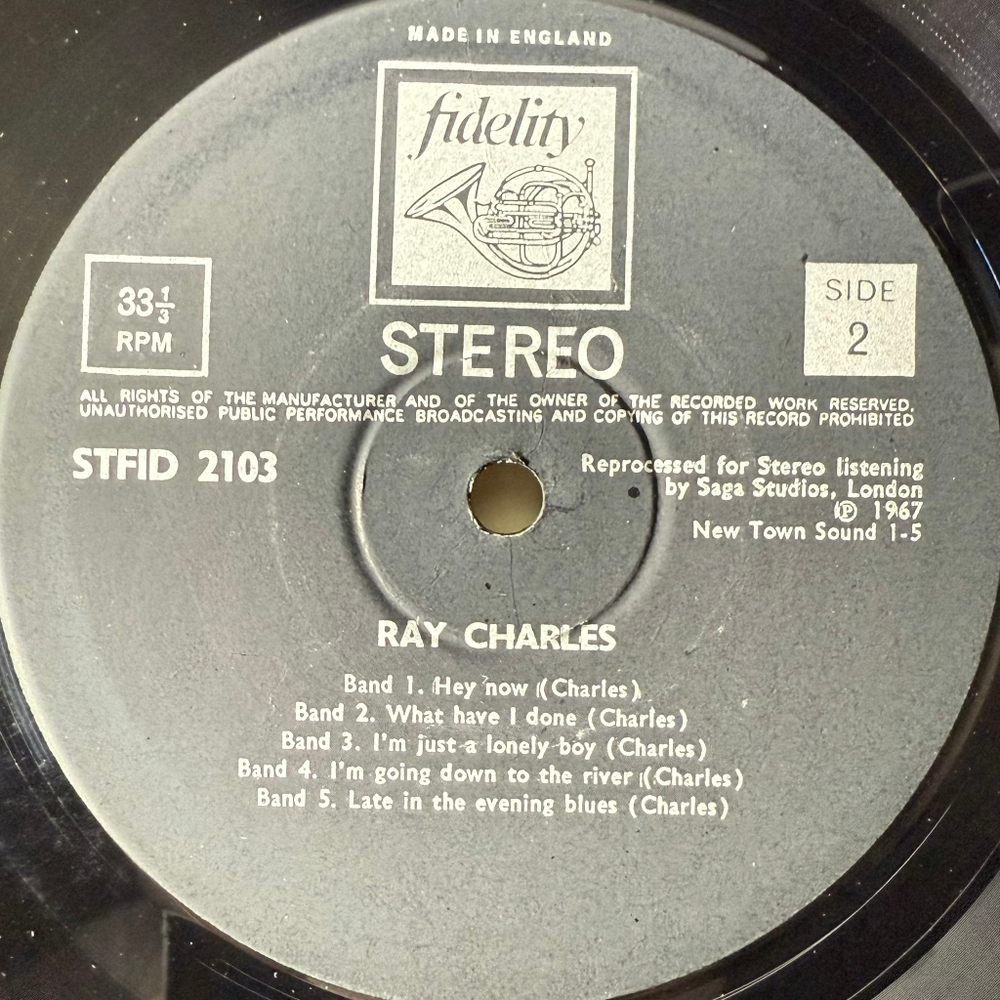 MADE IN ENGLAND
fidelity
33⅓
RPM
SIDE
2
STEREO
ALL RIGHTS OF THE MANUFACTURER AND OF THE OWNER OF THE RECORDED WORK RESERVED,
UNAUTHORISED PUBLIC PERFORMANCE BROADCASTING AND COPYING OF THIS RECORD PROHIBITED
STFID 2103
Reprocessed for Stereo listening
by Saga Studios, London
℗ 1967
New Town Sound 1-5
RAY CHARLES
Band 1. Hey now (Charles)
Band 2. What have I done (Charles)
Band 3. I'm just a lonely boy (Charles)
Band 4. I'm going down to the river (Charles)
Band 5. Late in the evening blues (Charles)